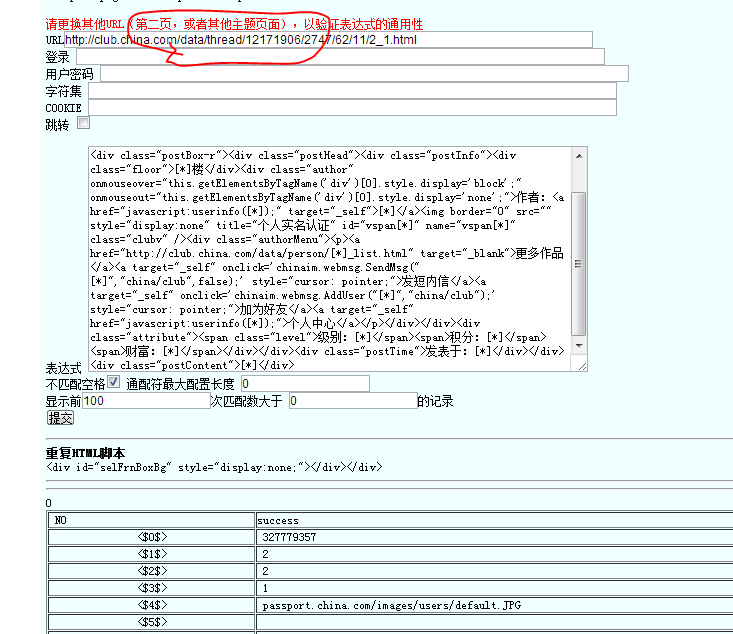 请更换其他URL（第二页，或者其他主题页面），以验证表达式的通用性
URL http://club.china.com/data/thread/12171906/2747/62/11/2_1.html
登录
用户密码
字符集
COOKIE
跳转
<div class="postBox-r"><div class="postHead"><div class="postInfo"><div
class="floor">[*]楼</div><div class="author"
onmouseover="this.getElementsByTagName('div')[0].style.display='block';"
onmouseout="this.getElementsByTagName('div')[0].style.display='none';">作者：<a
href="javascript:userinfo([*]);" target="_self">[*]</a><img border="0" src=""
style="display:none" title="个人实名认证" id="vspan[*]" name="vspan[*]"
class="clubv" /><div class="authorMenu"><p><a
href="http://club.china.com/data/person/[*]_list.html" target="_blank">更多作品
</a><a target="_self" onclick='chinaim.webmsg.SendMsg("
[*]","china/club",false);' style="cursor: pointer;">发短内信</a><a
target="_self" onclick='chinaim.webmsg.AddUser("[*]","china/club");'
style="cursor: pointer;">加为好友</a><a target="_self"
href="javascript:userinfo([*]);">个人中心</a></p></div></div><div
class="attribute"><span class="level">级别：[*]</span><span>积分：[*]</span>
<span>财富：[*]</span></div></div><div class="postTime">发表于：[*]</div></div>
<div class="postContent">[*]</div>
表达式
不匹配空格 通配符最大配置长度 0
显示前100次匹配数大于 0的记录
提交
重复HTML脚本
<div id="selFrnBoxBg" style="display:none;"></div></div>
0
NO success
<$0$> 327779357
<$1$> 2
<$2$> 2
<$3$> 1
<$4$> passport.china.com/images/users/default.JPG
<$5$>